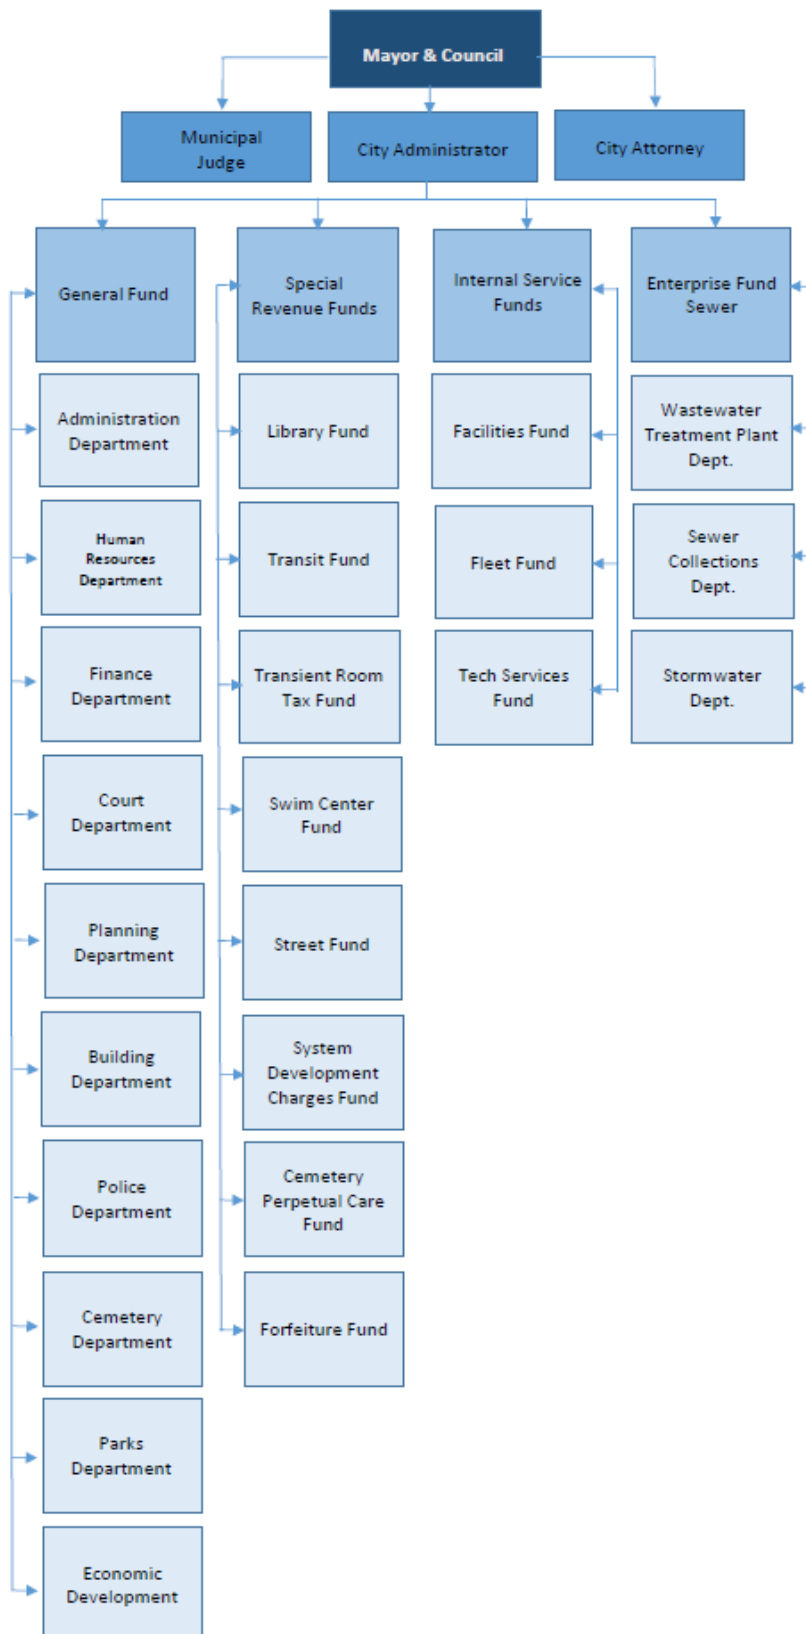 Mayor & Council
Municipal
Judge
City Administrator
City Attorney
General Fund
Special
Revenue Funds
Internal Service
Funds
Enterprise Fund
Sewer
Administration
Department
Library Fund
Facilities Fund
Wastewater
Treatment Plant
Dept.
Human
Resources
Department
Transit Fund
Fleet Fund
Sewer
Collections
Dept.
Finance
Department
Transient Room
Tax Fund
Tech Services
Fund
Stormwater
Dept.
Court
Department
Swim Center
Fund
Planning
Department
Street Fund
Building
Department
System
Development
Charges Fund
Police
Department
Cemetery
Perpetual Care
Fund
Cemetery
Department
Forfeiture Fund
Parks
Department
Economic
Development